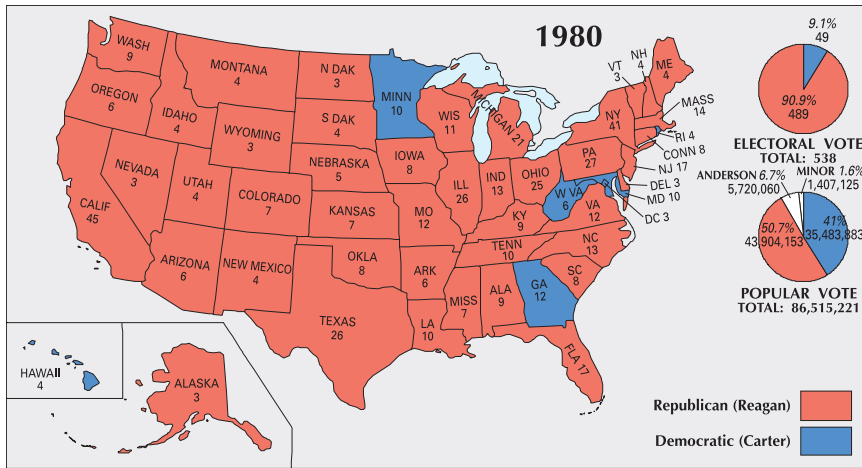 1980
WASH
9
OREGON
6
CALIF
45
NEVADA
3
IDAHO
4
MONTANA
4
WYOMING
3
UTAH
4
COLORADO
7
ARIZONA
6
NEW MEXICO
4
N DAK
3
S DAK
4
NEBRASKA
5
KANSAS
7
OKLA
8
TEXAS
26
MINN
10
IOWA
8
MO
12
ARK
6
LA
10
WIS
11
ILL
26
MICHIGAN 21
IND
13
OHIO
25
KY
9
TENN
10
MISS
7
ALA
9
GA
12
FLA 17
SC
8
NC
13
VA
12
W VA
6
PA
27
NY
41
VT
3
NH
4
ME
4
MASS
14
RI 4
CONN 8
NJ 17
DEL 3
MD 10
DC 3
HAWAII
4
ALASKA
3
9.1%
49
90.9%
489
ELECTORAL VOTE
TOTAL: 538
ANDERSON 6.7%
5,720,060
MINOR 1.6%
1,407,125
50.7%
43,904,153
41%
35,483,883
POPULAR VOTE
TOTAL: 86,515,221
Republican (Reagan)
Democratic (Carter)